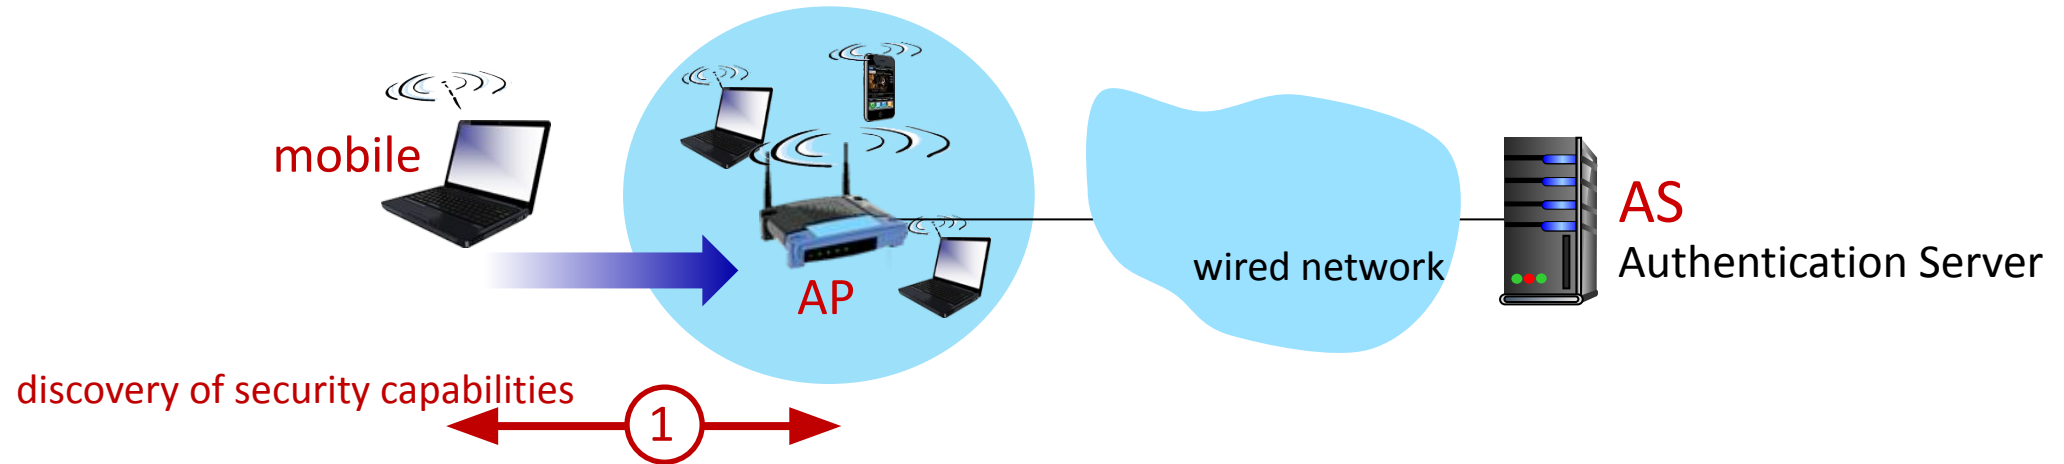 mobile
AP
wired network
AS
Authentication Server
discovery of security capabilities
1